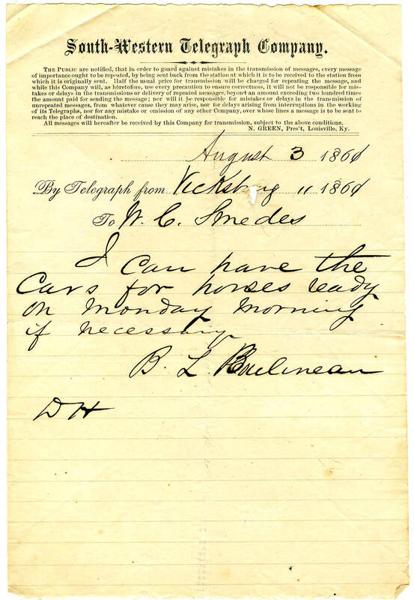 South-Western Telegraph Company.
THE PUBLIC are notified, that in order to guard against mistakes in the transmission of messages, every message
of importance ought to be repeated, by being sent back from the station at which it is to be received to the station from
which it is originally sent. Half the usual price for transmission will be charged for repeating the message, and
while this Company will, as heretofore, use every precaution to ensure correctness, it will not be responsible for mis-
takes or delays in the transmissions or delivery of repeated messages, beyond an amount exceeding two hundred times
the amount paid for sending the message; nor will it be responsible for mistakes or delays in the transmission of
unrepeated messages, from whatever cause they may arise, nor for delays arising from interruptions in the working
of its Telegraphs, nor for any mistake or omission of any other Company, over whose lines a message is to be sent to
reach the place of destination.
All messages will hereafter be received by this Company for transmission, subject to the above conditions.
N. GREEN, Pres't, Louisville, Ky.
August 3 1861
By Telegraph from Vicksburg 11 1861
To W. C. Smedes
I can have the
Cars for horses ready
on Monday Morning
if necessary
B. L.
D H